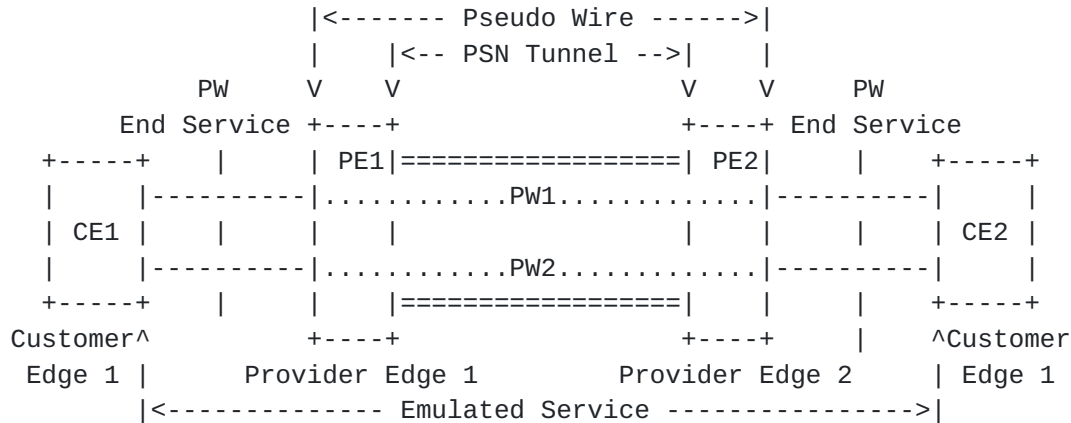 |<------- Pseudo Wire ------>|
|    |<-- PSN Tunnel -->|    |
PW     V    V                  V    V     PW
End Service +----+                  +----+ End Service
+-----+    |     | PE1|==================| PE2|     |    +-----+
|     |----------|............PW1.............|----------|     |
| CE1 |    |     |    |                  |    |     |    | CE2 |
|     |----------|............PW2.............|----------|     |
+-----+    |     |    |==================|    |     |    +-----+
Customer^          +----+                  +----+     |    ^Customer
Edge 1 |      Provider Edge 1         Provider Edge 2     | Edge 1
|<-------------- Emulated Service ---------------->|